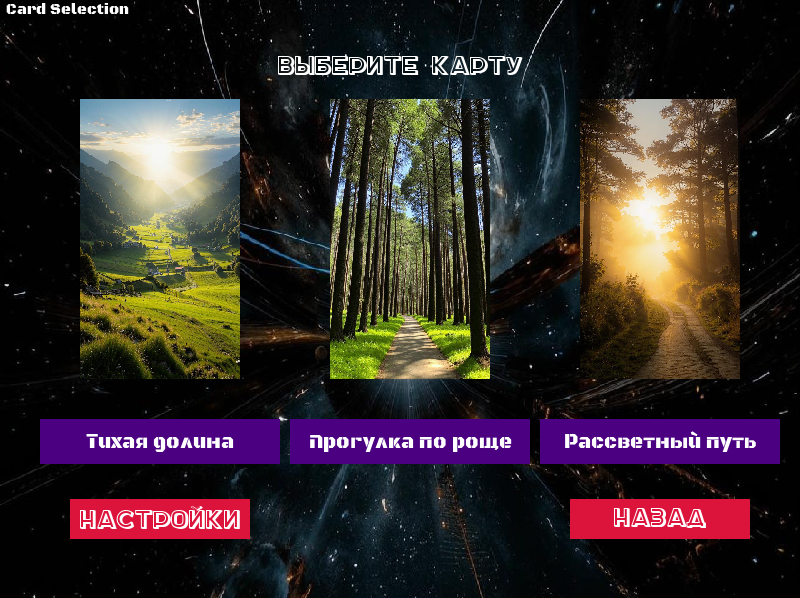 Card Selection
ВЫБЕРИТЕ КАРТУ
Тихая долина
Прогулка по роще
Рассветный путь
НАСТРОЙКИ
НАЗАД